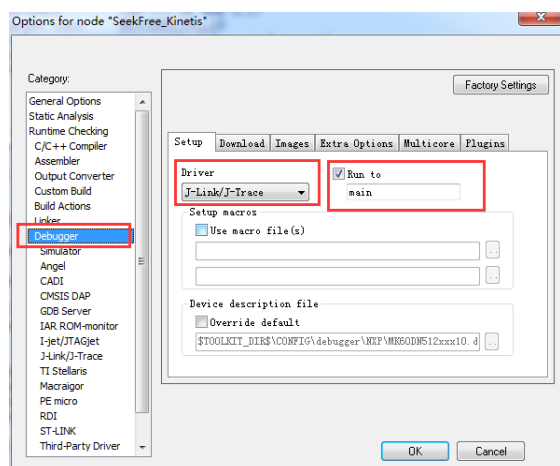 Options for node "SeekFree_Kinetis"
Category:
Factory Settings
General Options
Static Analysis
Runtime Checking
C/C++ Compiler
Assembler
Output Converter
Custom Build
Build Actions
Linker
Debugger
Simulator
Angel
CADI
CMSIS DAP
GDB Server
IAR ROM-monitor
I-jet/JTAGjet
J-Link/J-Trace
TI Stellaris
Macraigor
PE micro
RDI
ST-LINK
Third-Party Driver
Setup Download Images Extra Options Multicore Plugins
Driver
J-Link/J-Trace
Run to
main
Setup macros
Use macro file(s)
..
..
Device description file
Override default
$TOOLKIT_DIR$\CONFIG\debugger\NXP\MK60DN512xxx10.d
..
OK Cancel